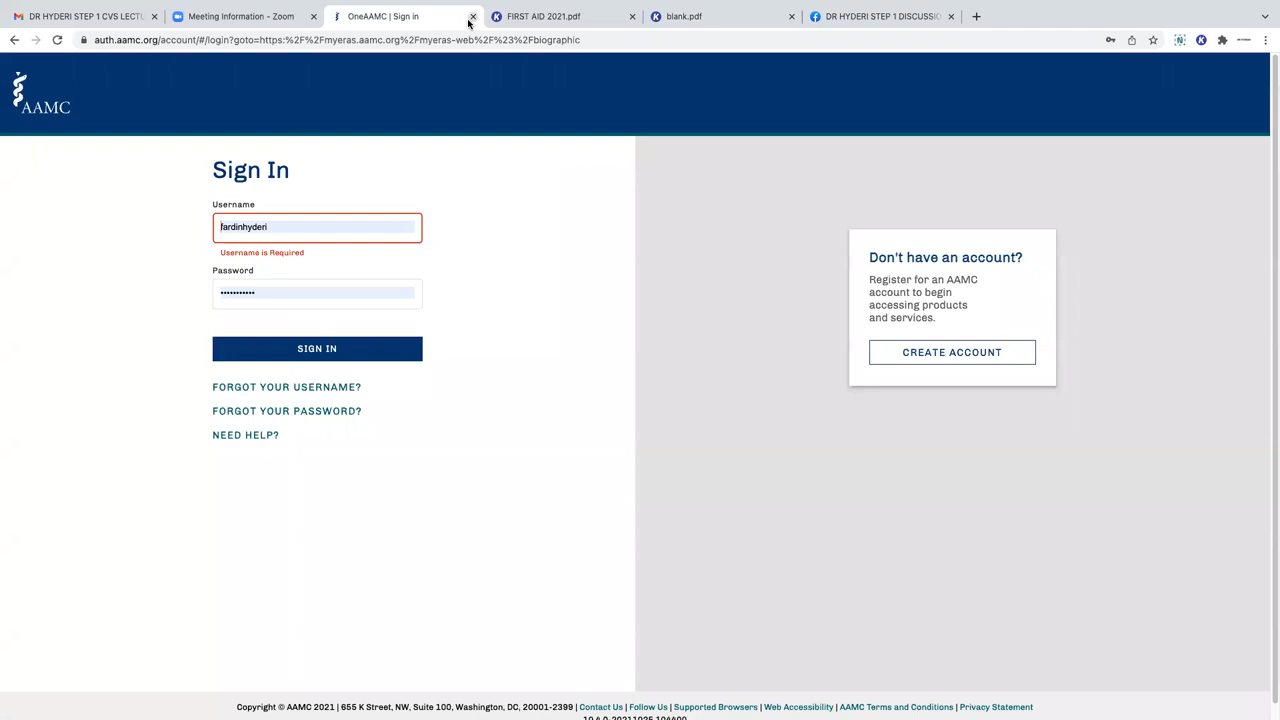 DR HYDERI STEP 1 CVS LECTU
Meeting Information - Zoom
OneAAMC | Sign in
FIRST AID 2021.pdf
blank.pdf
DR HYDERI STEP 1 DISCUSSIO
auth.aamc.org/account/#/login?goto=https:%2F%2Fmyeras.aamc.org%2Fmyeras-web%2F%23%2Fbiographic
AAMC
Sign In
Username
fardinhyderi
Username is Required
Password
•••••••••••
SIGN IN
FORGOT YOUR USERNAME?
FORGOT YOUR PASSWORD?
NEED HELP?
Don't have an account?
Register for an AAMC
account to begin
accessing products
and services.
CREATE ACCOUNT
Copyright © AAMC 2021 | 655 K Street, NW, Suite 100, Washington, DC, 20001-2399 | Contact Us | Follow Us | Supported Browsers | Web Accessibility | AAMC Terms and Conditions | Privacy Statement